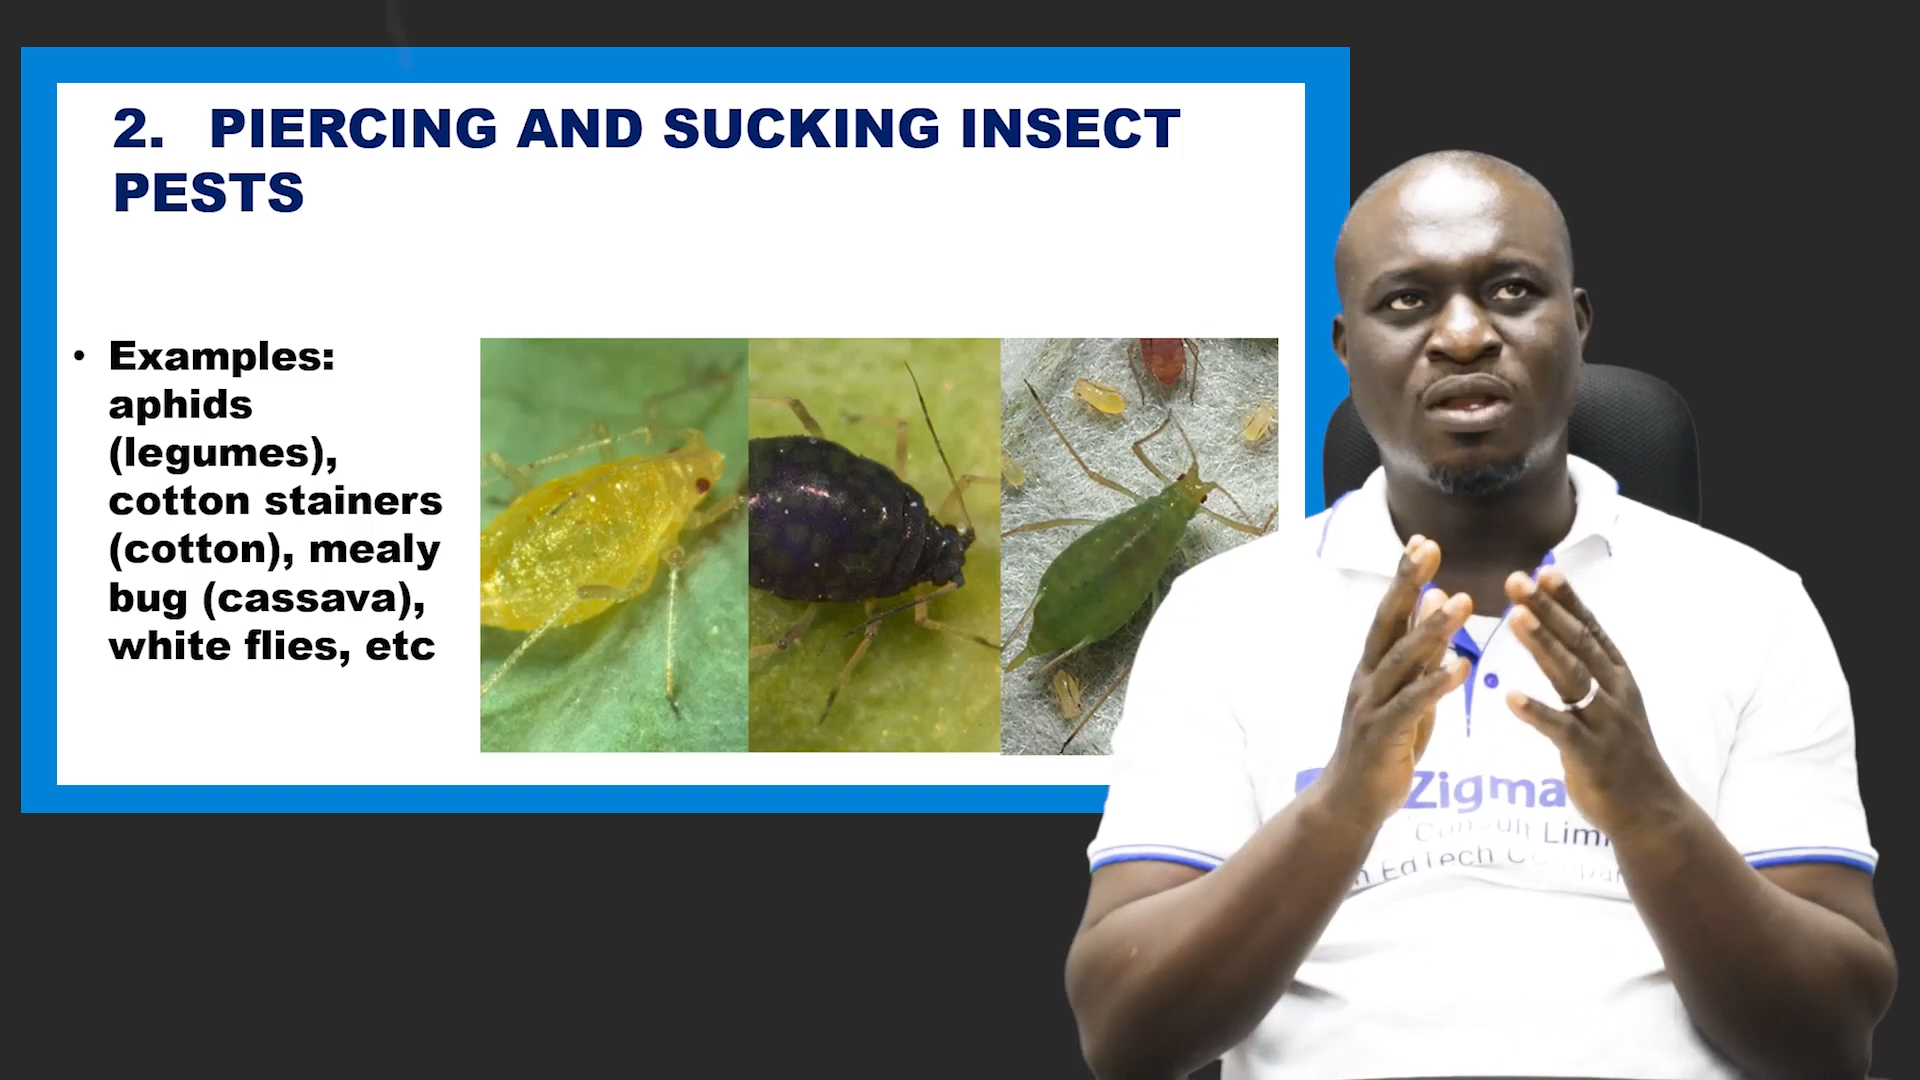 2. PIERCING AND SUCKING INSECT
PESTS
• Examples:
aphids
(legumes),
cotton stainers
(cotton), mealy
bug (cassava),
white flies, etc
Zigma
EdTech